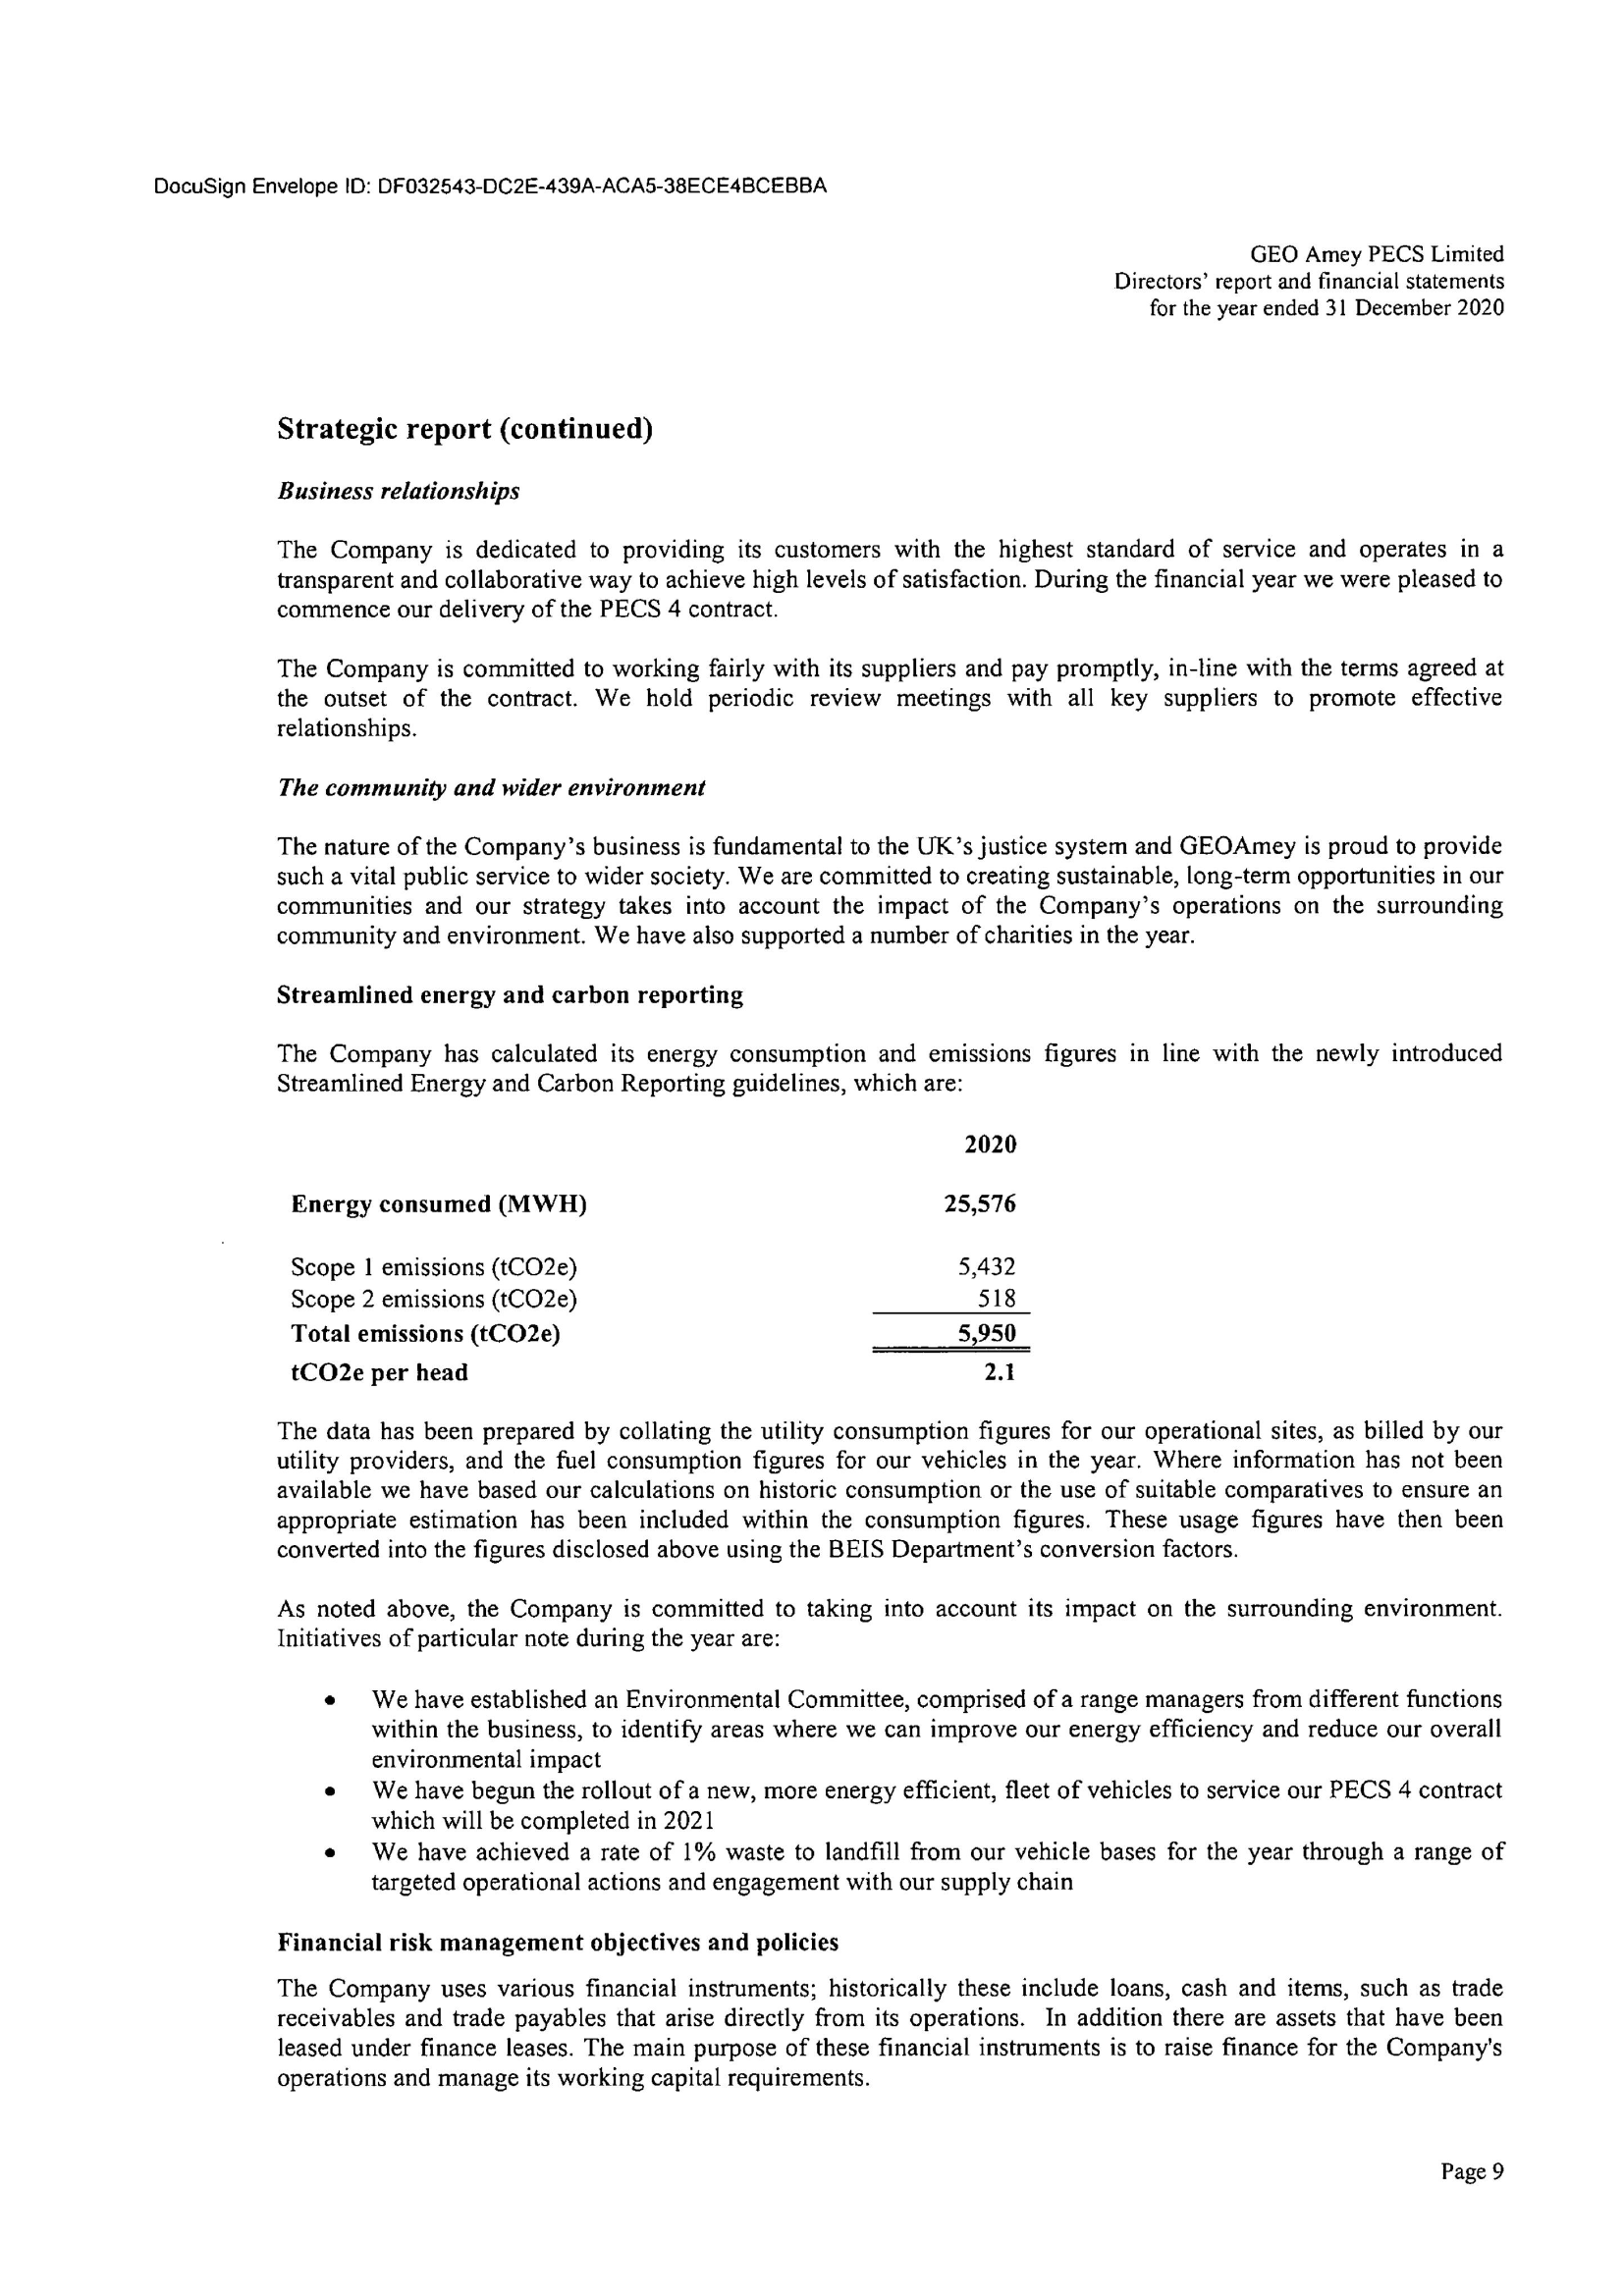 DocuSign Envelope ID: DF032543-DC2E-439A-ACA5-38ECE4BCEBBA
GEO Amey PECS Limited
Directors' report and financial statements
for the year ended 31 December 2020
Strategic report (continued)
Business relationships
The Company is dedicated to providing its customers with the highest standard of service and operates in a
transparent and collaborative way to achieve high levels of satisfaction. During the financial year we were pleased to
commence our delivery of the PECS 4 contract.
The Company is committed to working fairly with its suppliers and pay promptly, in-line with the terms agreed at
the outset of the contract. We hold periodic review meetings with all key suppliers to promote effective
relationships.
The community and wider environment
The nature of the Company's business is fundamental to the UK's justice system and GEOAmey is proud to provide
such a vital public service to wider society. We are committed to creating sustainable, long-term opportunities in our
communities and our strategy takes into account the impact of the Company's operations on the surrounding
community and environment. We have also supported a number of charities in the year.
Streamlined energy and carbon reporting
The Company has calculated its energy consumption and emissions figures in line with the newly introduced
Streamlined Energy and Carbon Reporting guidelines, which are:
2020
Energy consumed (MWH) 25,576
Scope 1 emissions (tCO2e) 5,432
Scope 2 emissions (tCO2e) 518
Total emissions (tCO2e) 5,950
tCO2e per head 2.1
The data has been prepared by collating the utility consumption figures for our operational sites, as billed by our
utility providers, and the fuel consumption figures for our vehicles in the year. Where information has not been
available we have based our calculations on historic consumption or the use of suitable comparatives to ensure an
appropriate estimation has been included within the consumption figures. These usage figures have then been
converted into the figures disclosed above using the BEIS Department's conversion factors.
As noted above, the Company is committed to taking into account its impact on the surrounding environment.
Initiatives of particular note during the year are:
• We have established an Environmental Committee, comprised of a range managers from different functions
within the business, to identify areas where we can improve our energy efficiency and reduce our overall
environmental impact
• We have begun the rollout of a new, more energy efficient, fleet of vehicles to service our PECS 4 contract
which will be completed in 2021
• We have achieved a rate of 1% waste to landfill from our vehicle bases for the year through a range of
targeted operational actions and engagement with our supply chain
Financial risk management objectives and policies
The Company uses various financial instruments; historically these include loans, cash and items, such as trade
receivables and trade payables that arise directly from its operations. In addition there are assets that have been
leased under finance leases. The main purpose of these financial instruments is to raise finance for the Company's
operations and manage its working capital requirements.
Page 9